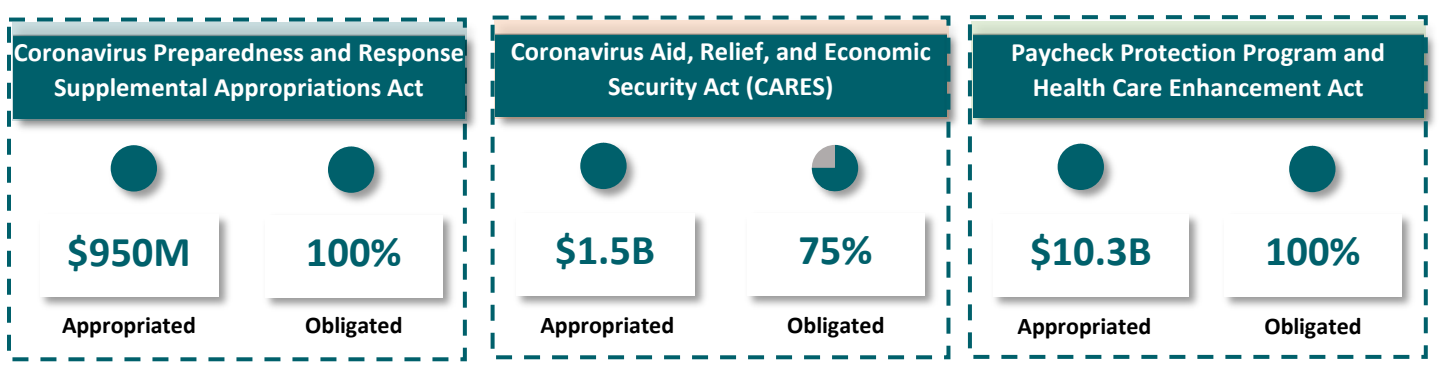 Coronavirus Preparedness and Response
Supplemental Appropriations Act
$950M
100%
Appropriated
Obligated
Coronavirus Aid, Relief, and Economic
Security Act (CARES)
$1.5B
75%
Appropriated
Obligated
Paycheck Protection Program and
Health Care Enhancement Act
$10.3B
100%
Appropriated
Obligated